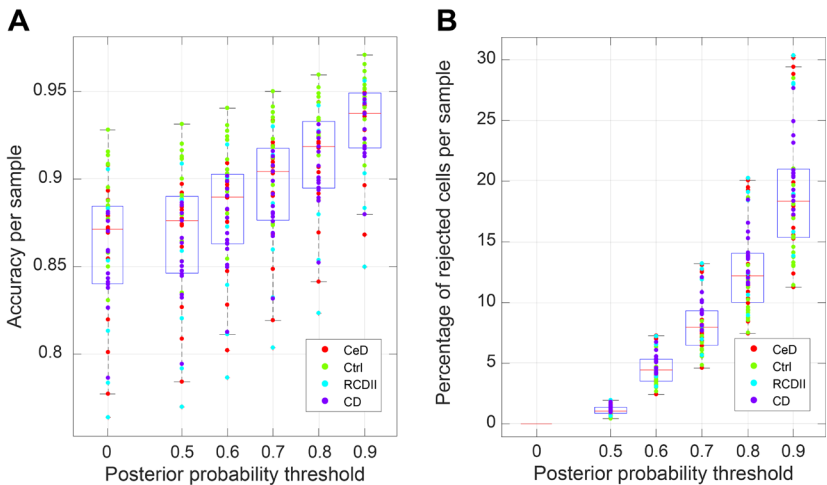 A
Accuracy per sample
0.95
0.9
0.85
0.8
0 0.5 0.6 0.7 0.8 0.9
Posterior probability threshold
CeD
Ctrl
RCDII
CD
B
Percentage of rejected cells per sample
30
25
20
15
10
5
0
0 0.5 0.6 0.7 0.8 0.9
Posterior probability threshold
CeD
Ctrl
RCDII
CD